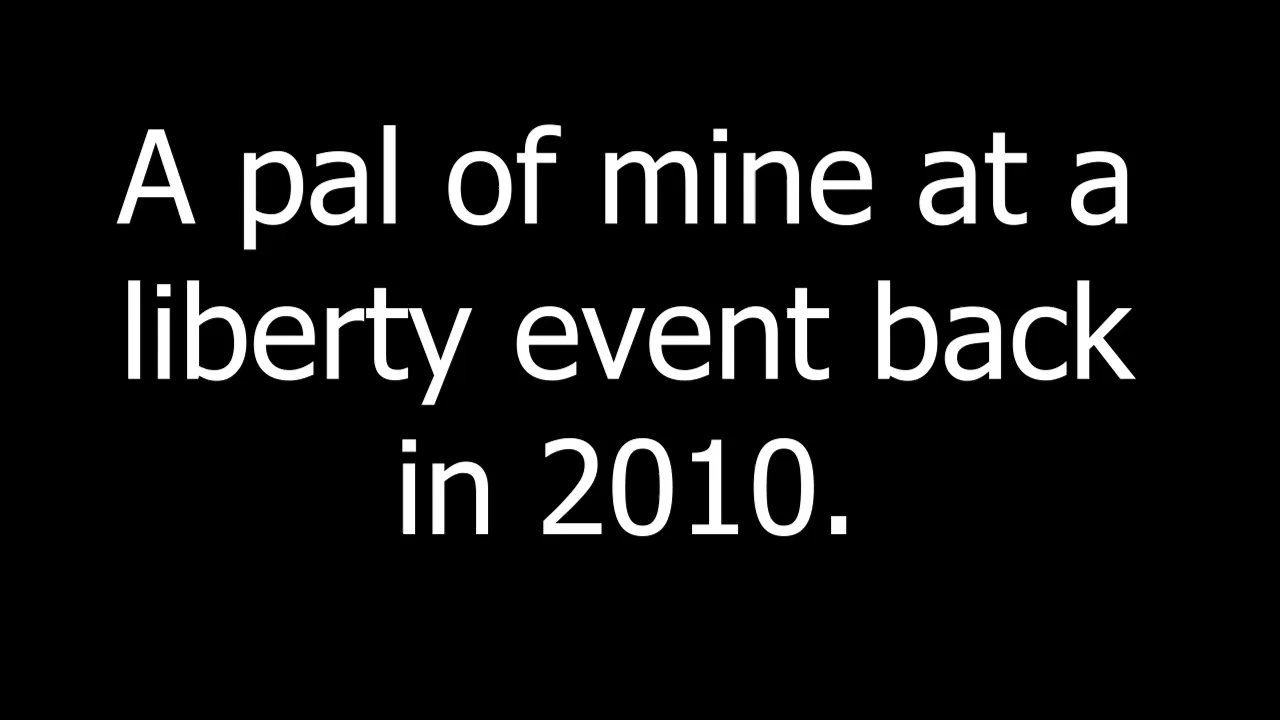 A pal of mine at a
liberty event back
in 2010.